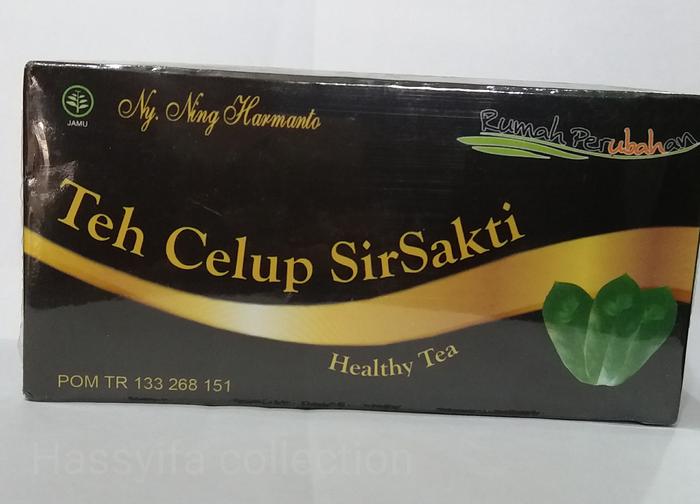 JAMU
Ny. Ning Harmanto
Rumah Perubahan
Teh Celup SirSakti
Healthy Tea
POM TR 133 268 151
Hassyifa collection